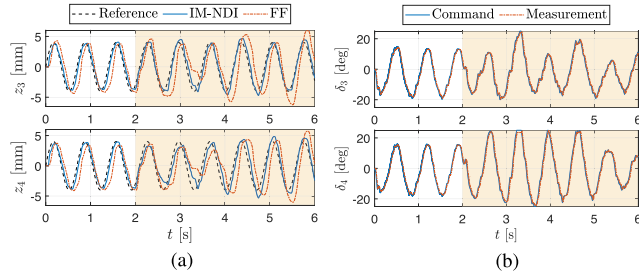 Reference IM-NDI FF
z3 [mm]
5
0
-5
0 1 2 3 4 5 6
z4 [mm]
5
0
-5
0 1 2 3 4 5 6
t [s]
(a)
Command Measurement
δ3 [deg]
20
0
-20
0 1 2 3 4 5 6
δ4 [deg]
20
0
-20
0 1 2 3 4 5 6
t [s]
(b)